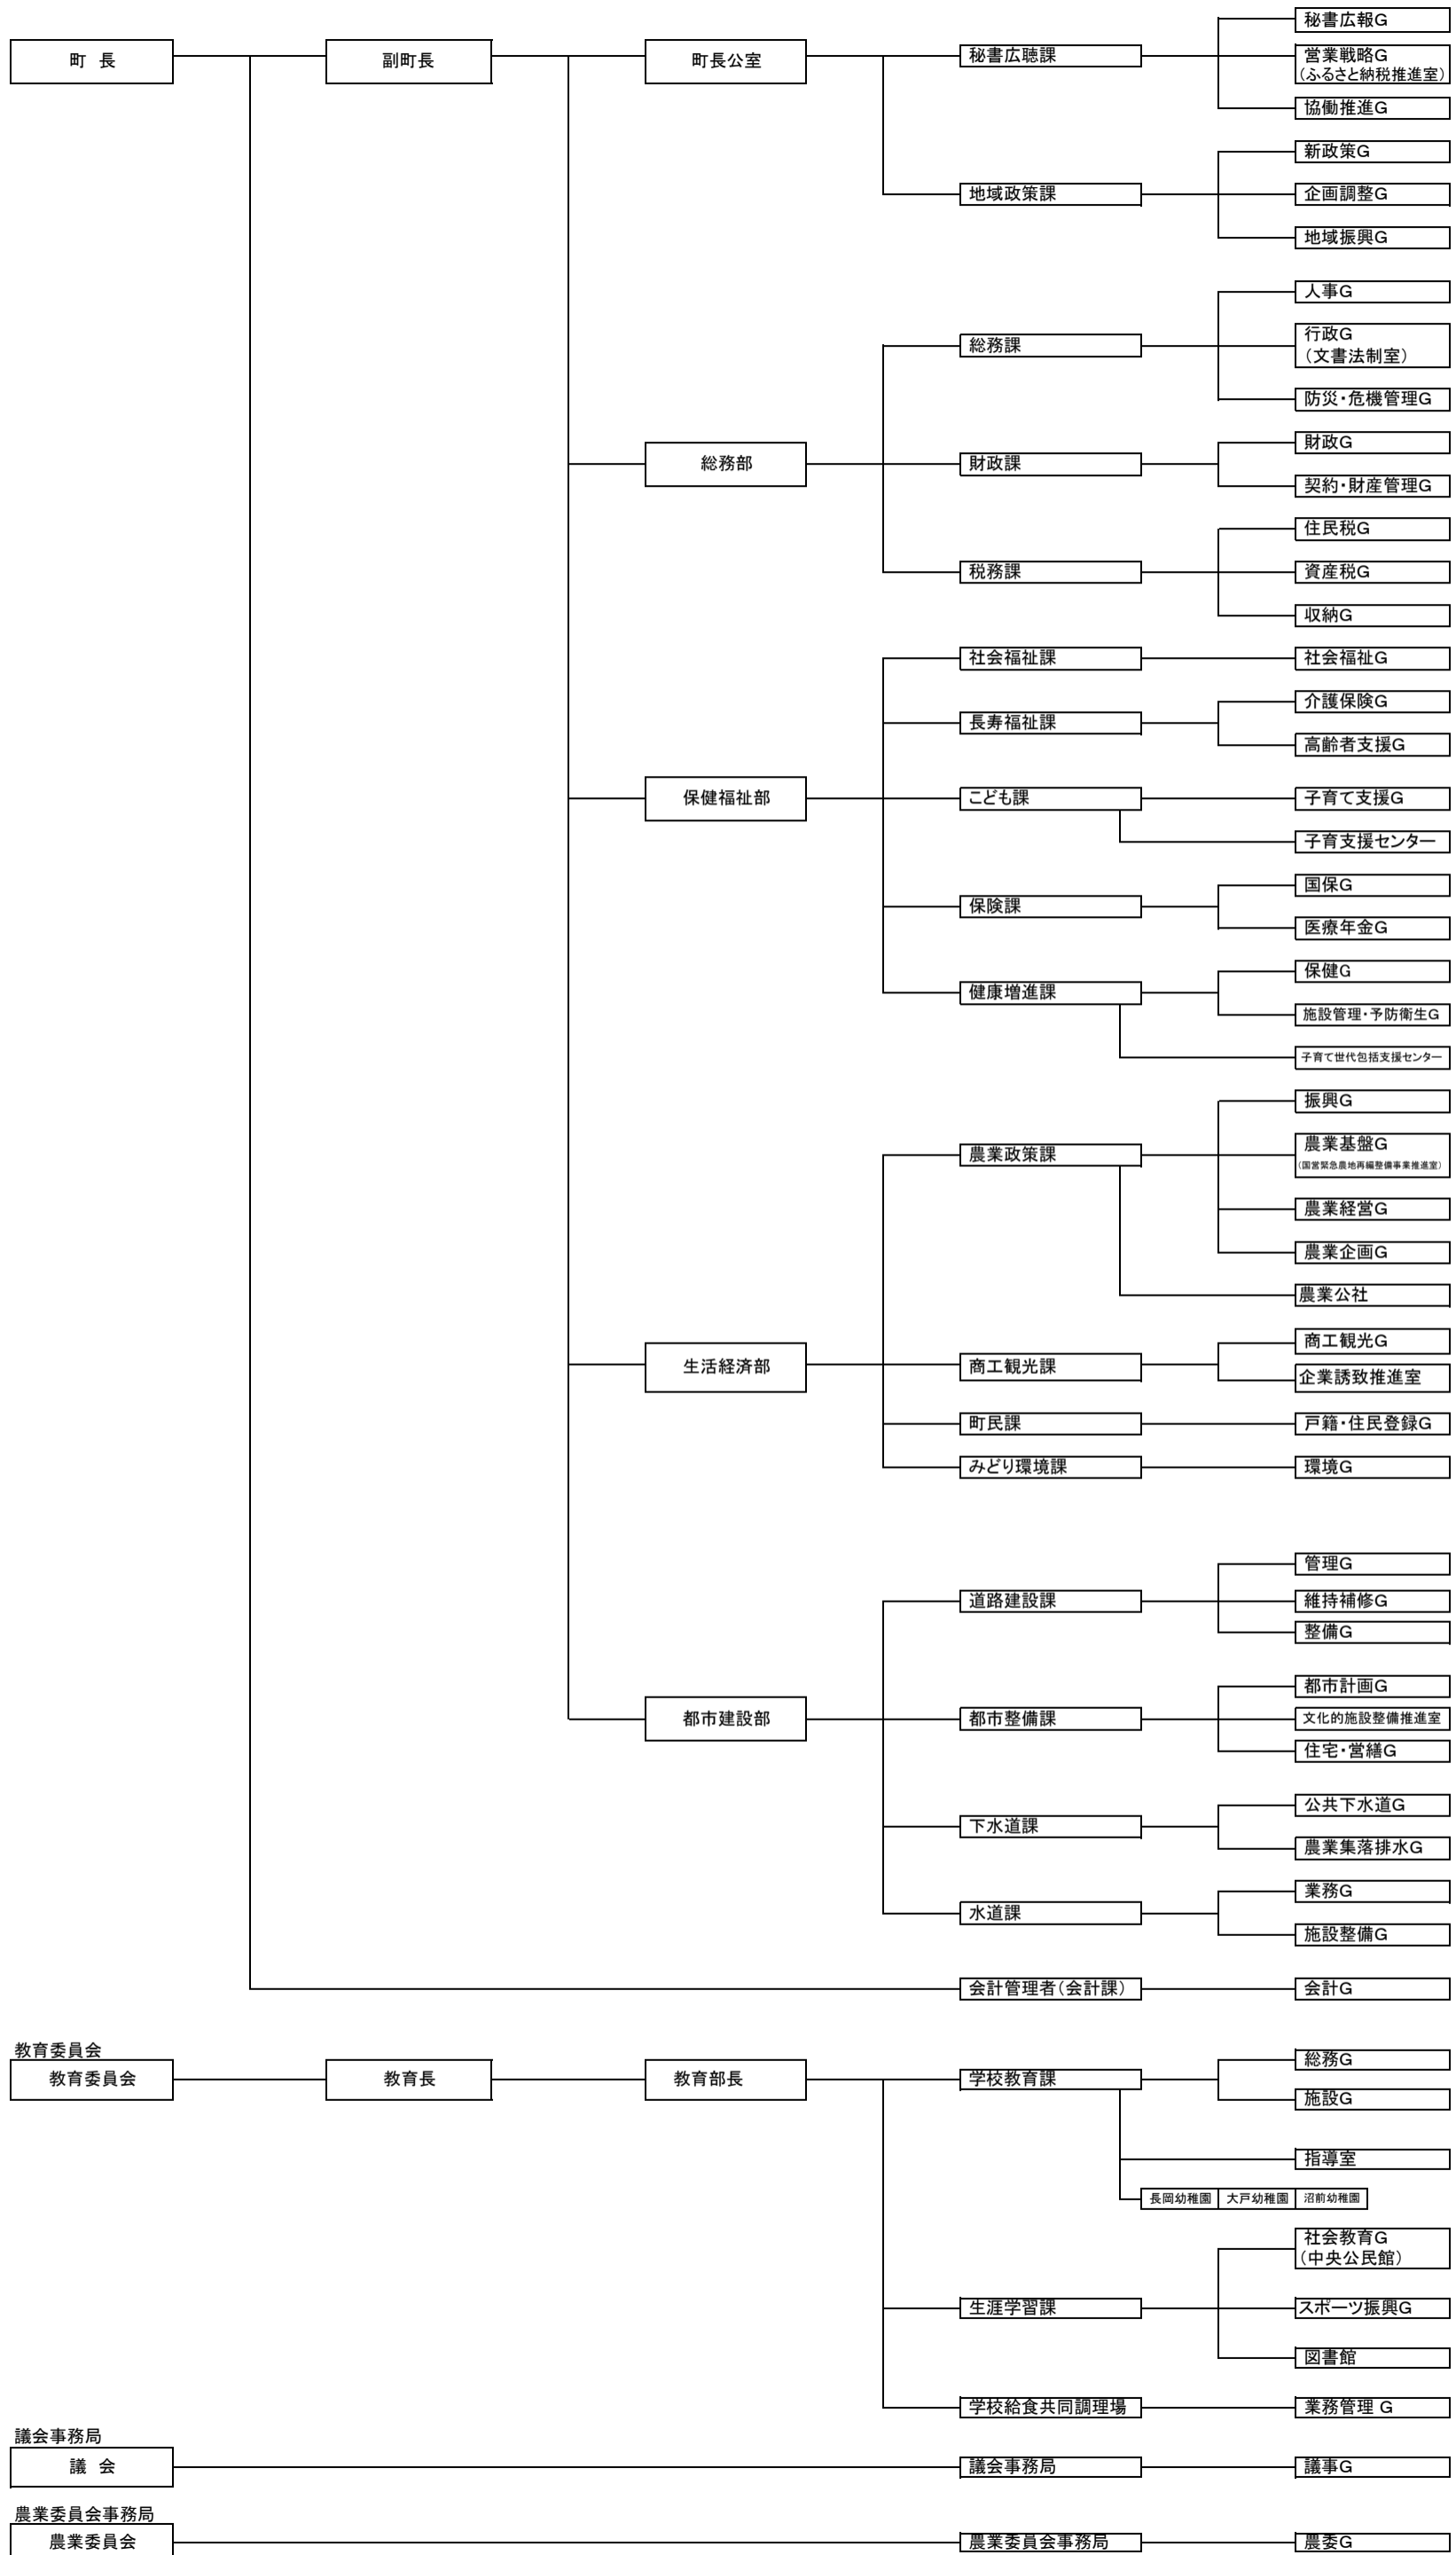 町 長
副町長
町長公室
秘書広聴課
秘書広報G
営業戦略G
（ふるさと納税推進室）
協働推進G
地域政策課
新政策G
企画調整G
地域振興G
総務部
総務課
人事G
行政G
（文書法制室）
防災・危機管理G
財政課
財政G
契約・財産管理G
税務課
住民税G
資産税G
収納G
保健福祉部
社会福祉課
社会福祉G
長寿福祉課
介護保険G
高齢者支援G
こども課
子育て支援G
子育支援センター
保険課
国保G
医療年金G
健康増進課
保健G
施設管理・予防衛生G
子育て世代包括支援センター
生活経済部
農業政策課
振興G
農業基盤G
（国営緊急農地再編整備事業推進室）
農業経営G
農業企画G
農業公社
商工観光課
商工観光G
企業誘致推進室
町民課
戸籍・住民登録G
みどり環境課
環境G
都市建設部
道路建設課
管理G
維持補修G
整備G
都市整備課
都市計画G
文化的施設整備推進室
住宅・営繕G
下水道課
公共下水道G
農業集落排水G
水道課
業務G
施設整備G
会計管理者（会計課）
会計G
教育委員会
教育委員会
教育長
教育部長
学校教育課
総務G
施設G
指導室
長岡幼稚園 大戸幼稚園 沼前幼稚園
生涯学習課
社会教育G
（中央公民館）
スポーツ振興G
図書館
学校給食共同調理場
業務管理 G
議会事務局
議 会
議会事務局
議事G
農業委員会事務局
農業委員会
農業委員会事務局
農委G